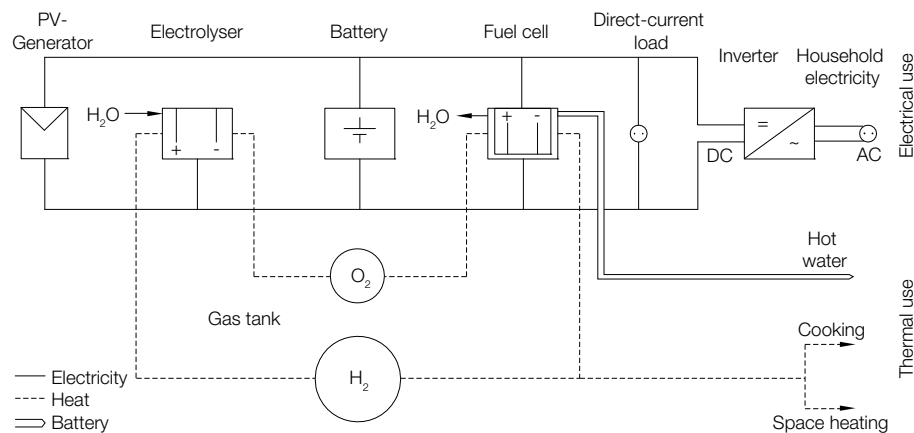 PV-
Generator
Electrolyser
Battery
Fuel cell
Direct-current
load
Inverter
Household
electricity
Electrical use
H₂O
+ -
H₂O
+ -
=
~
DC
AC
Hot
water
O₂
Gas tank
Thermal use
Cooking
H₂
Electricity
Heat
Battery
Space heating